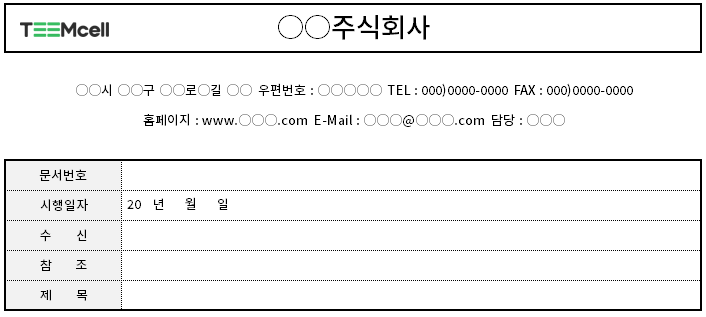 TEEMcell
○○주식회사
○○시 ○○구 ○○로○길 ○○ 우편번호 : ○○○○○ TEL : 000)0000-0000 FAX : 000)0000-0000
홈페이지 : www.○○○.com E-Mail : ○○○@○○○.com 담당 : ○○○
문서번호
시행일자 20 년 월 일
수 신
참 조
제 목